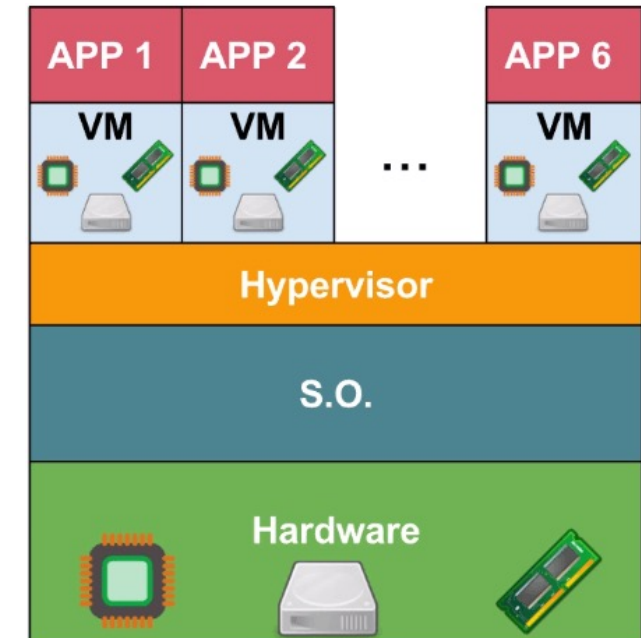 APP 1
APP 2
APP 6
VM
VM
...
VM
Hypervisor
S.O.
Hardware